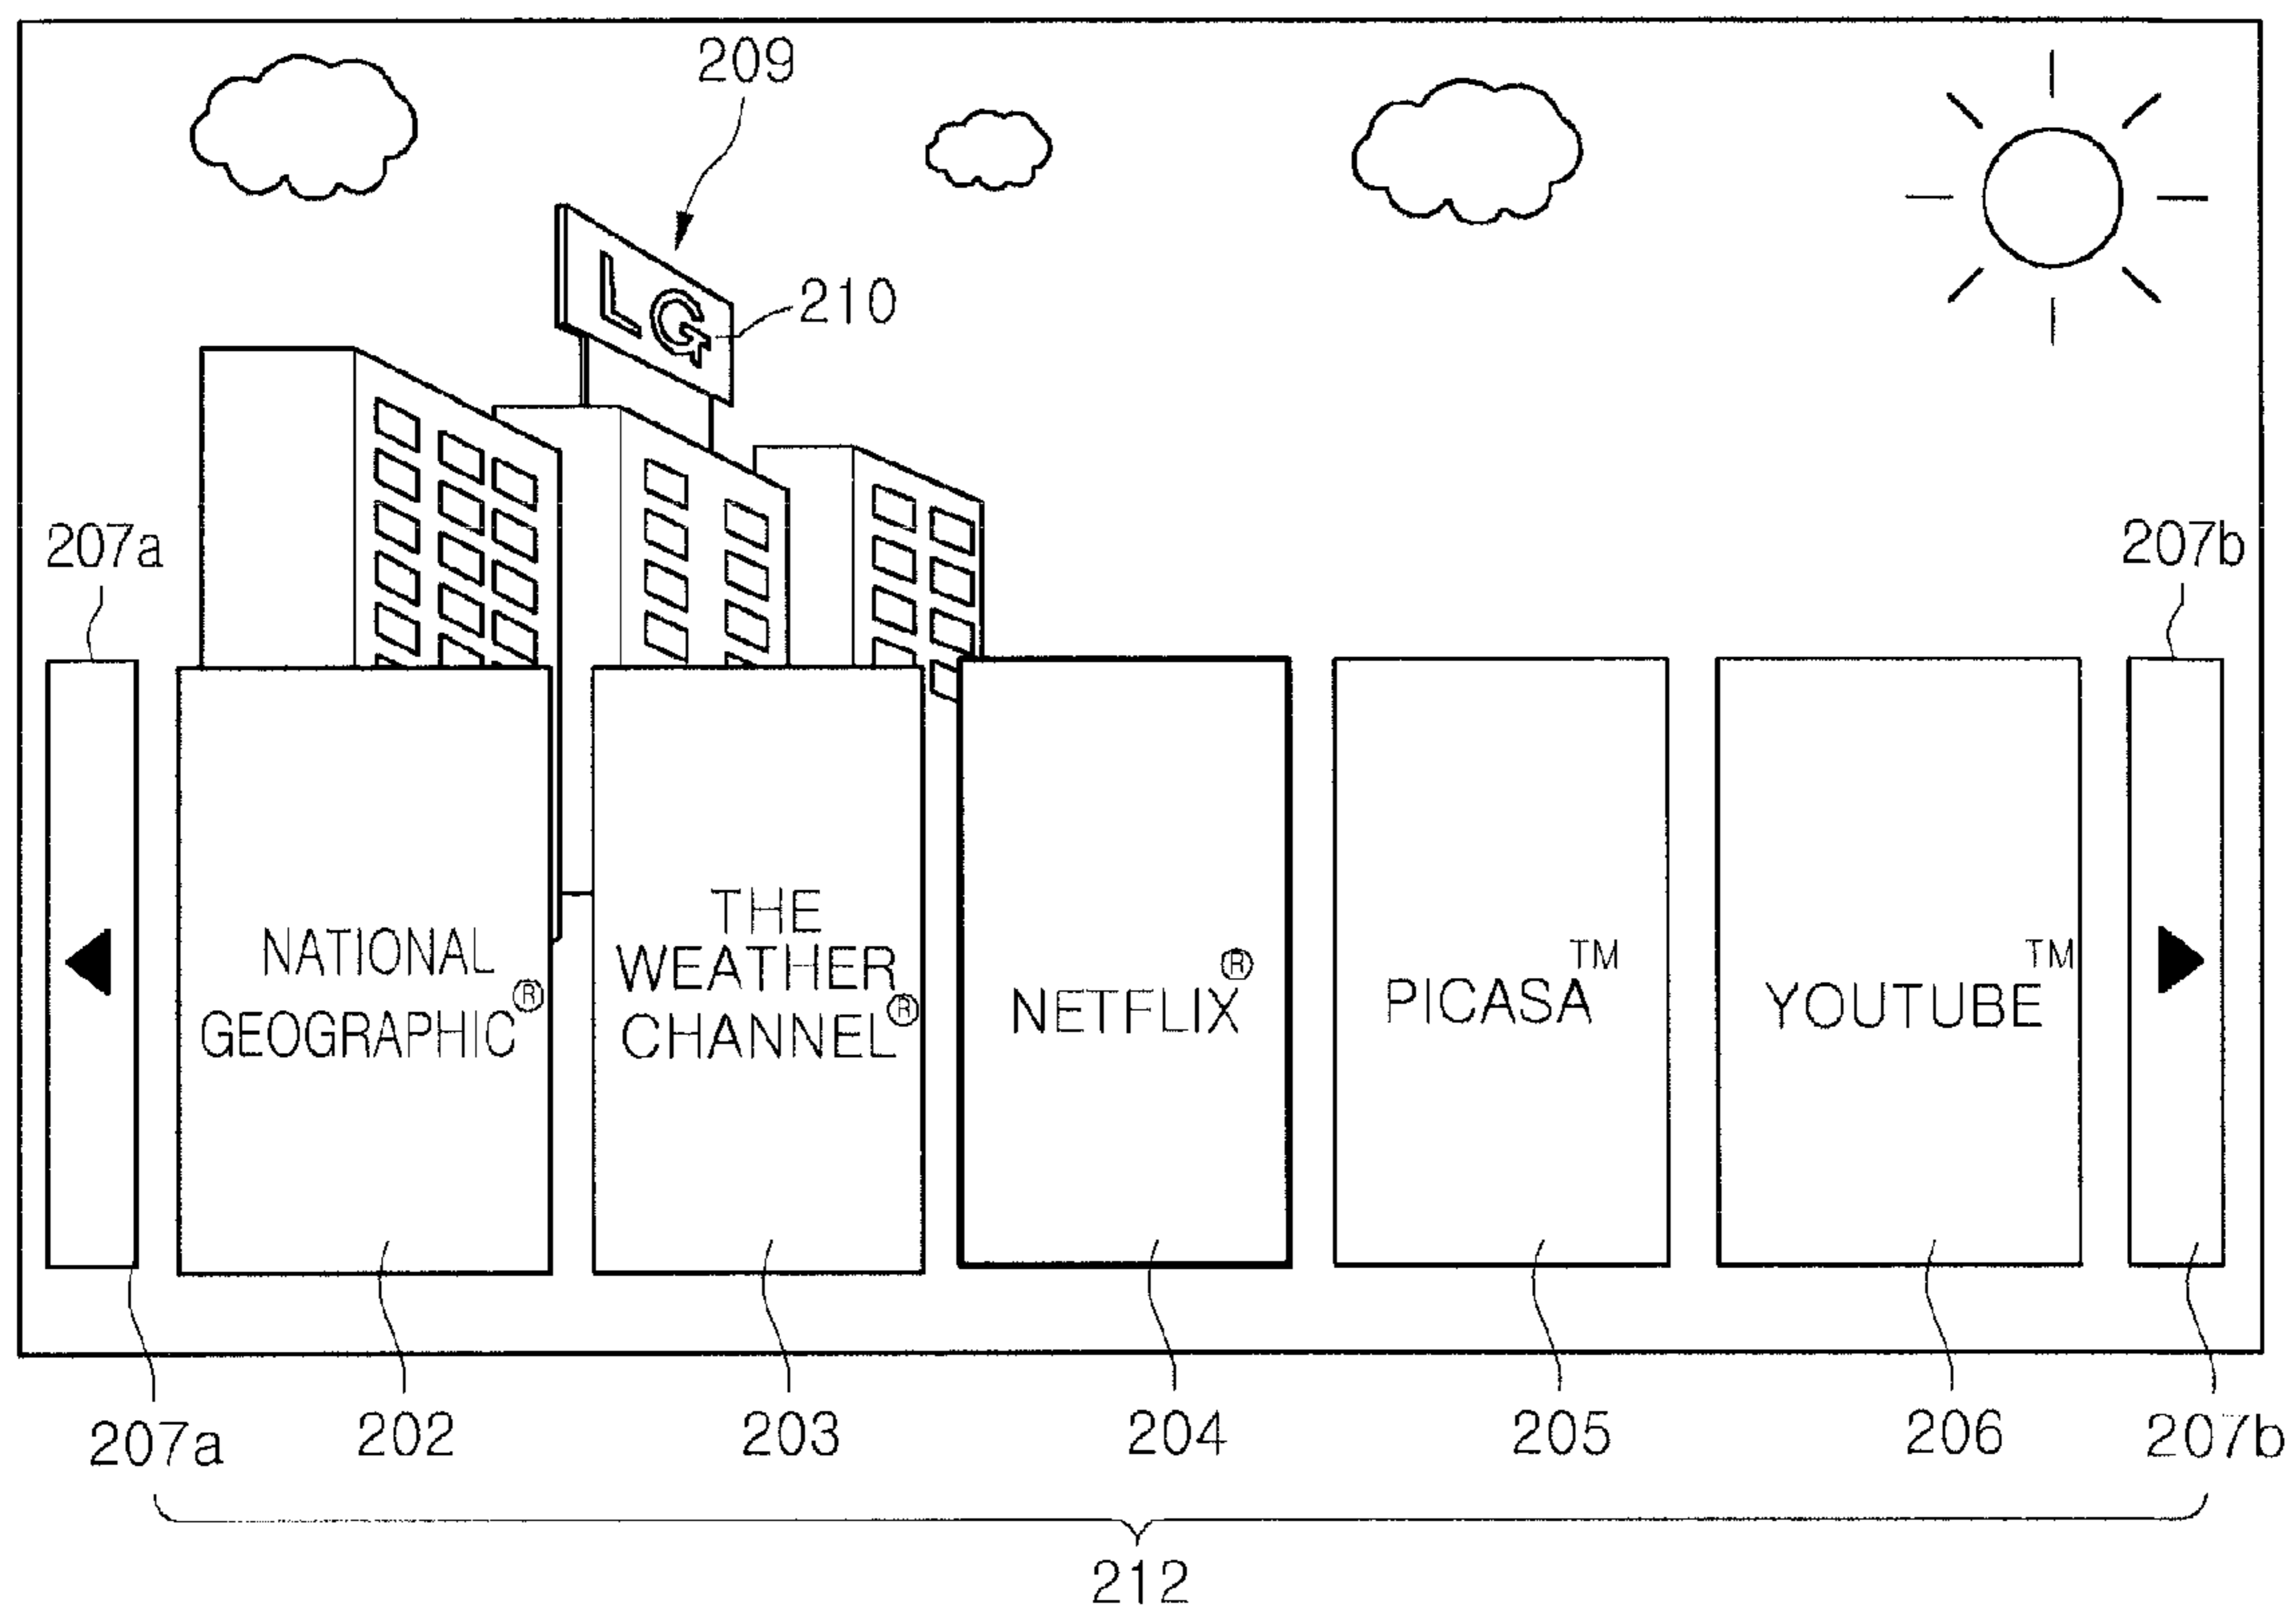 209
LG
210
207a
207b
NATIONAL
GEOGRAPHIC®
THE
WEATHER
CHANNEL®
NETFLIX®
PICASA™
YOUTUBE™
207a
202
203
204
205
206
207b
212